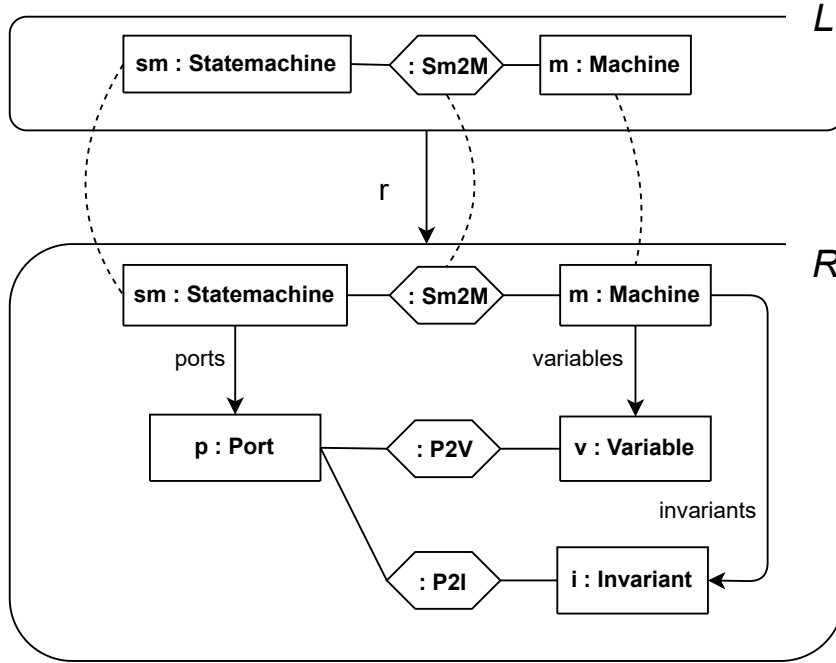 L
sm : Statemachine
: Sm2M
m : Machine
r
R
sm : Statemachine
: Sm2M
m : Machine
ports
variables
p : Port
: P2V
v : Variable
invariants
: P2I
i : Invariant